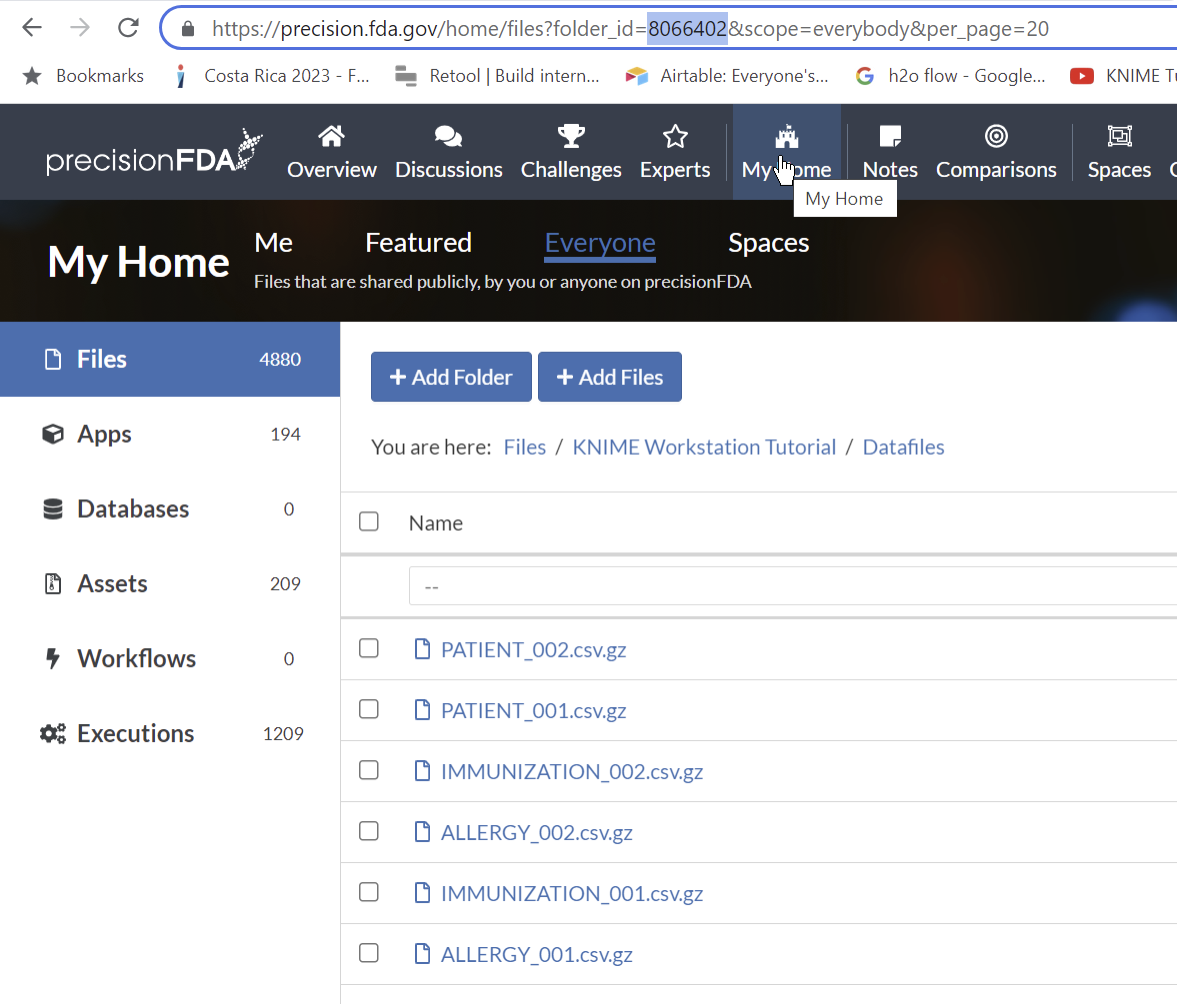 https://precision.fda.gov/home/files?folder_id=8066402&scope=everybody&per_page=20
Bookmarks Costa Rica 2023 - F... Retool | Build intern... Airtable: Everyone's... h2o flow - Google... KNIME
precisionFDA Overview Discussions Challenges Experts My Home Notes Comparisons Spaces
My Home
My Home
Me Featured Everyone Spaces
Files that are shared publicly, by you or anyone on precisionFDA
Files 4880
Apps 194
Databases 0
Assets 209
Workflows 0
Executions 1209
+ Add Folder + Add Files
You are here: Files / KNIME Workstation Tutorial / Datafiles
Name
--
PATIENT_002.csv.gz
PATIENT_001.csv.gz
IMMUNIZATION_002.csv.gz
ALLERGY_002.csv.gz
IMMUNIZATION_001.csv.gz
ALLERGY_001.csv.gz